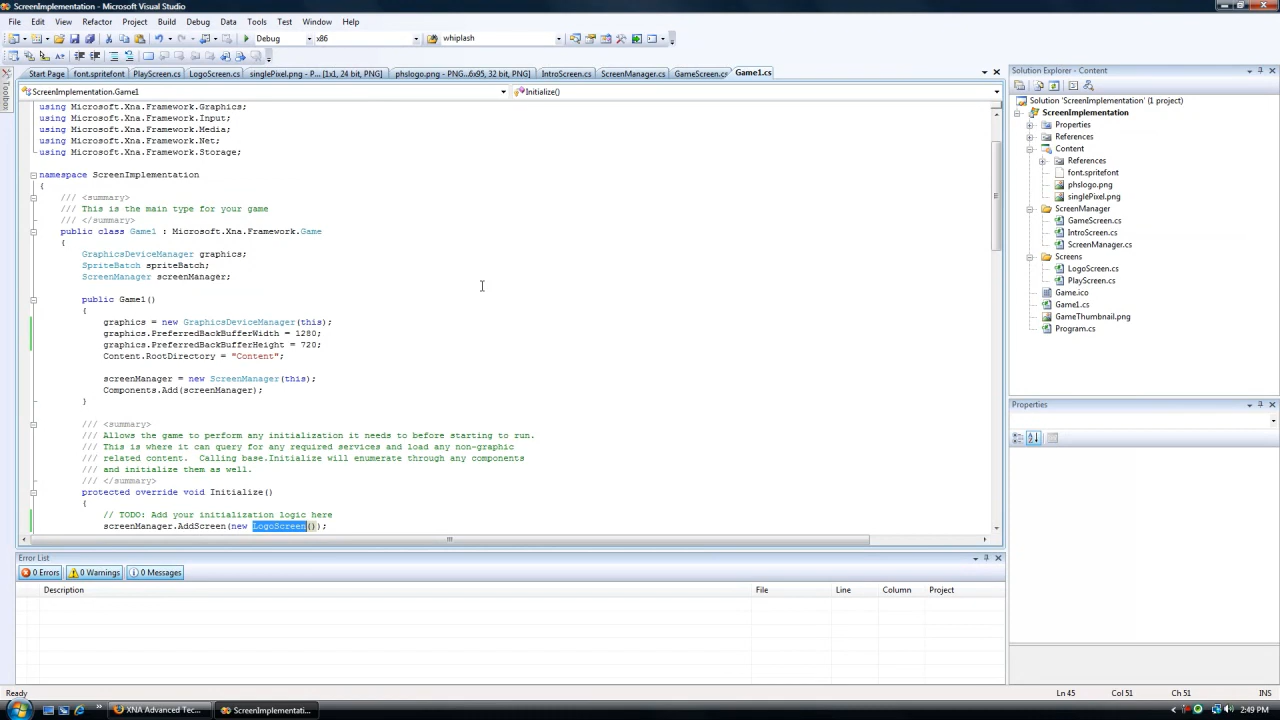 ScreenImplementation - Microsoft Visual Studio
File Edit View Refactor Project Build Debug Data Tools Test Window Help
Debug x86 whiplash
Start Page font.spritefont PlayScreen.cs LogoScreen.cs singlePixel.png - P... [1x1, 24 bit, PNG] phslogo.png - PNG...6x95, 32 bit, PNG] IntroScreen.cs ScreenManager.cs GameScreen.cs Game1.cs
ScreenImplementation.Game1 Initialize()
Toolbox
using Microsoft.Xna.Framework.Graphics;
using Microsoft.Xna.Framework.Input;
using Microsoft.Xna.Framework.Media;
using Microsoft.Xna.Framework.Net;
using Microsoft.Xna.Framework.Storage;
namespace ScreenImplementation
{
/// <summary>
/// This is the main type for your game
/// </summary>
public class Game1 : Microsoft.Xna.Framework.Game
{
GraphicsDeviceManager graphics;
SpriteBatch spriteBatch;
ScreenManager screenManager;
public Game1()
{
graphics = new GraphicsDeviceManager(this);
graphics.PreferredBackBufferWidth = 1280;
graphics.PreferredBackBufferHeight = 720;
Content.RootDirectory = "Content";
screenManager = new ScreenManager(this);
Components.Add(screenManager);
}
/// <summary>
/// Allows the game to perform any initialization it needs to before starting to run.
/// This is where it can query for any required services and load any non-graphic
/// related content.  Calling base.Initialize will enumerate through any components
/// and initialize them as well.
/// </summary>
protected override void Initialize()
{
// TODO: Add your initialization logic here
screenManager.AddScreen(new LogoScreen());
Solution Explorer - Content
Solution 'ScreenImplementation' (1 project)
ScreenImplementation
Properties
References
Content
References
font.spritefont
phslogo.png
singlePixel.png
ScreenManager
GameScreen.cs
IntroScreen.cs
ScreenManager.cs
Screens
LogoScreen.cs
PlayScreen.cs
Game.ico
Game1.cs
GameThumbnail.png
Program.cs
Properties
Error List
0 Errors 0 Warnings 0 Messages
Description File Line Column Project
Ready Ln 45 Col 51 Ch 51 INS
XNA Advanced Tec... ScreenImplementati... 2:49 PM